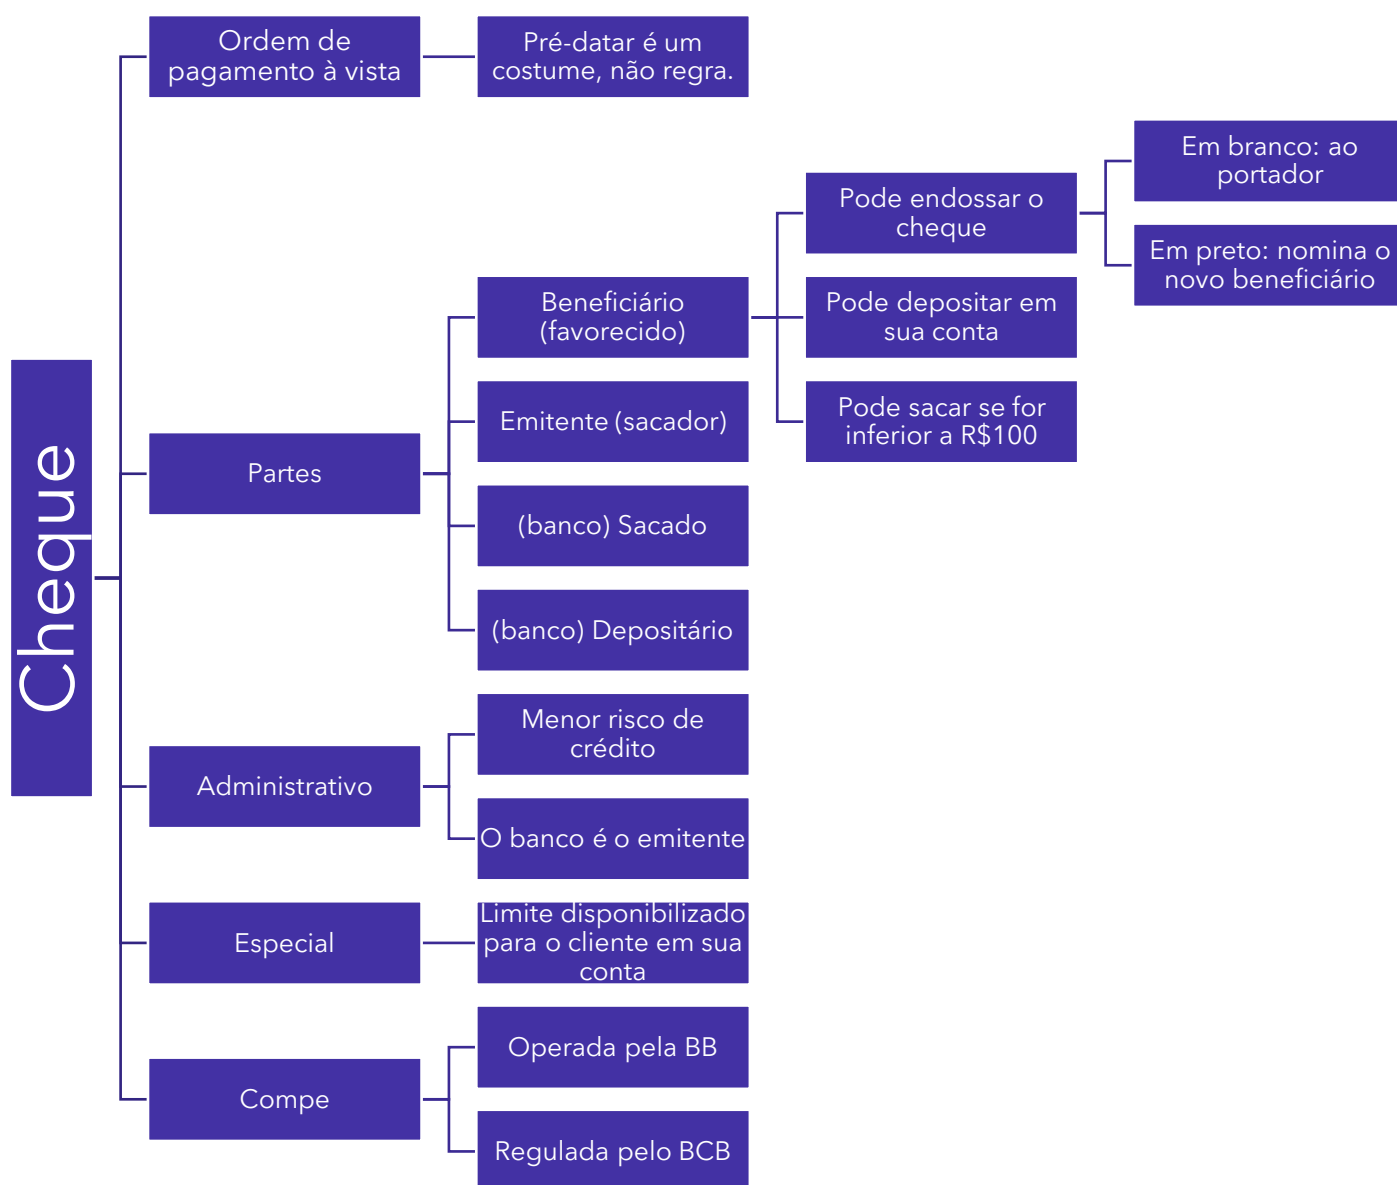 Cheque
Ordem de
pagamento à vista
Pré-datar é um
costume, não regra.
Partes
Beneficiário
(favorecido)
Pode endossar o
cheque
Em branco: ao
portador
Em preto: nomina o
novo beneficiário
Pode depositar em
sua conta
Pode sacar se for
inferior a R$100
Emitente (sacador)
(banco) Sacado
(banco) Depositário
Administrativo
Menor risco de
crédito
O banco é o emitente
Especial
Limite disponibilizado
para o cliente em sua
conta
Compe
Operada pela BB
Regulada pelo BCB